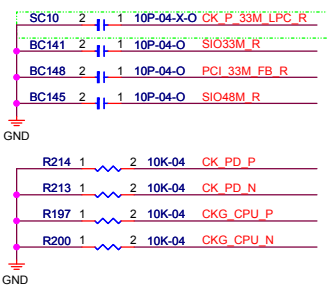 SC10 2 1 10P-04-X-O CK_P_33M_LPC_R
BC141 2 1 10P-04-O SIO33M_R
BC148 2 1 10P-04-O PCI_33M_FB_R
BC145 2 1 10P-04-O SIO48M_R
GND
R214 1 2 10K-04 CK_PD_P
R213 1 2 10K-04 CK_PD_N
R197 1 2 10K-04 CKG_CPU_P
R200 1 2 10K-04 CKG_CPU_N
GND